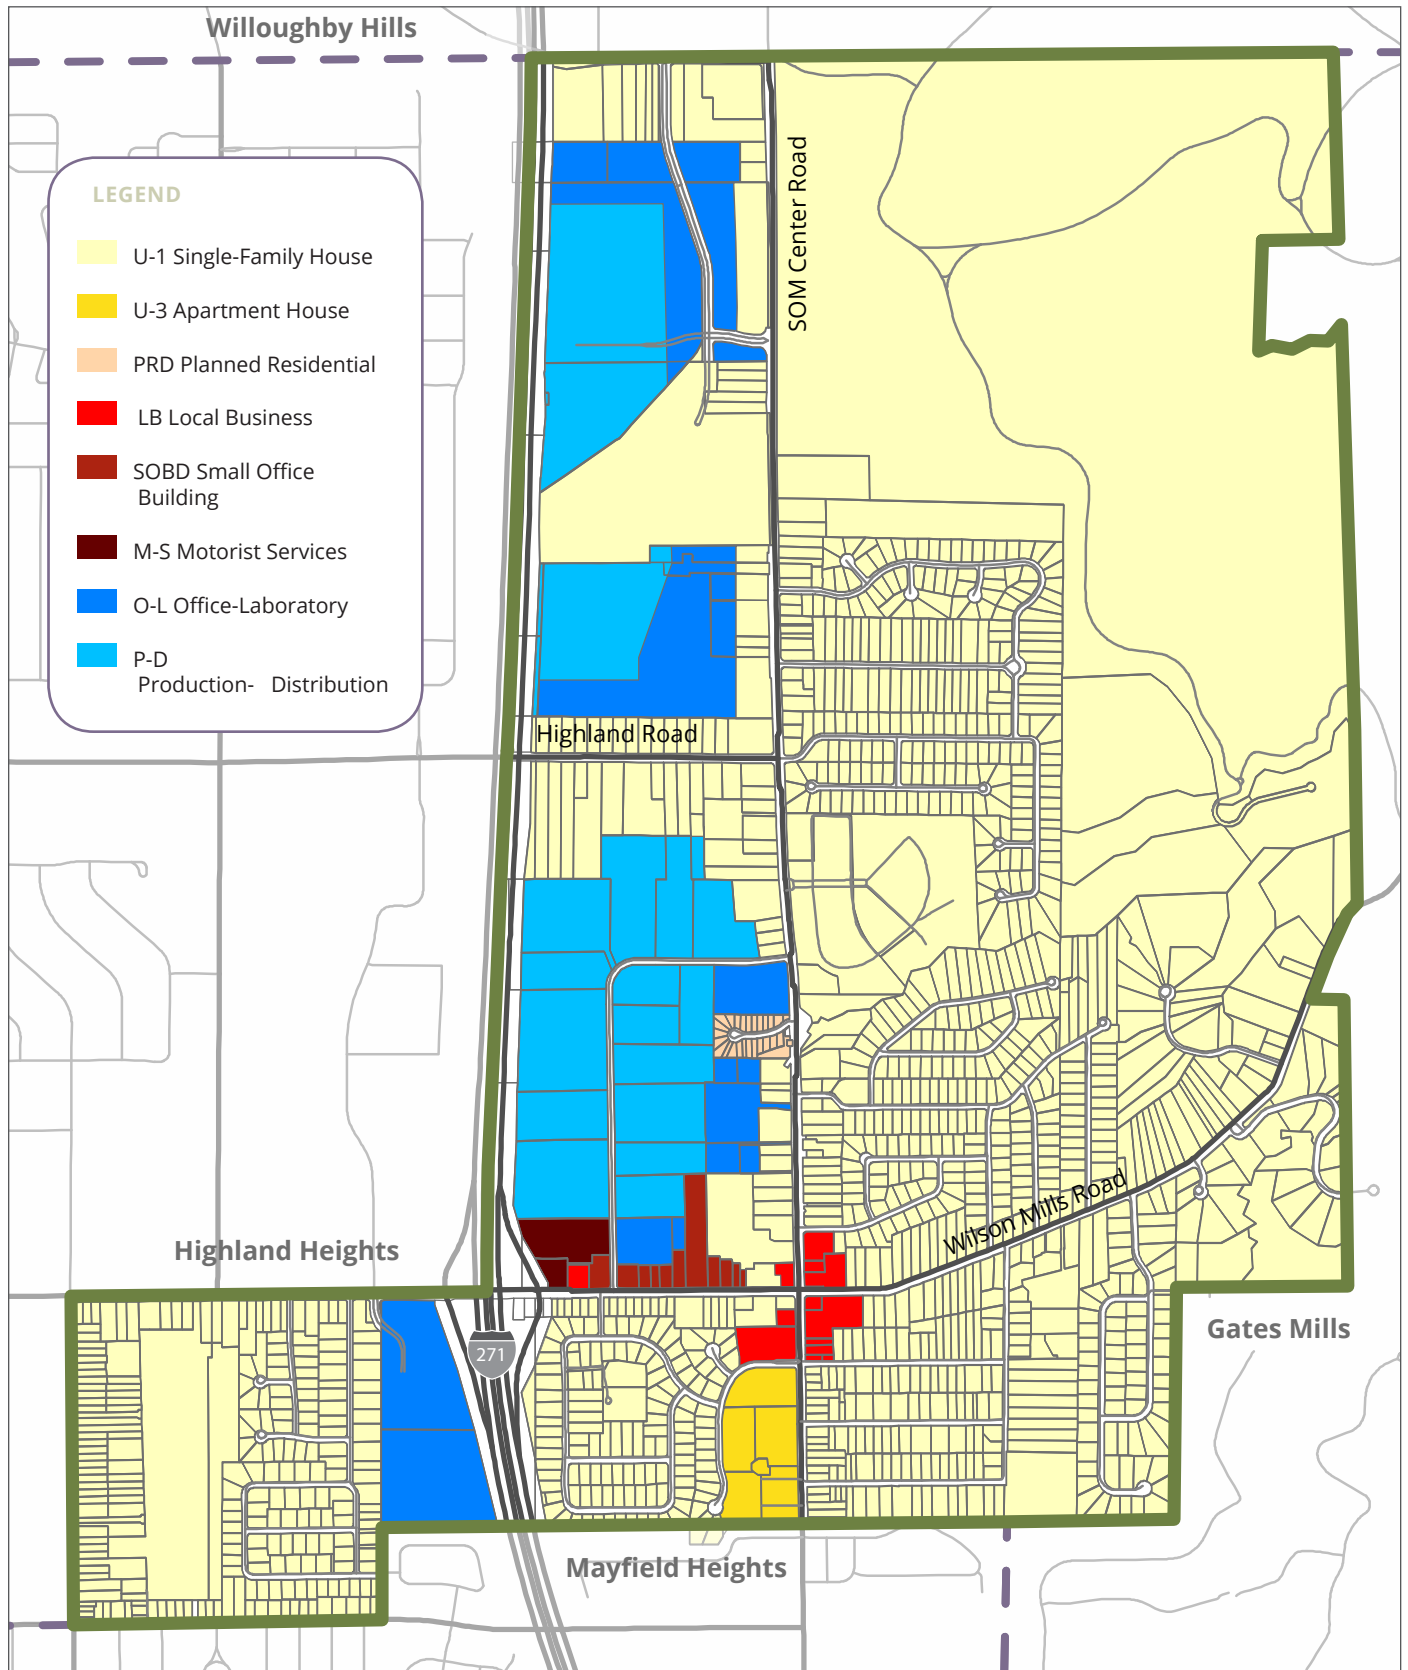 Willoughby Hills
SOM Center Road
LEGEND
U-1 Single-Family House
U-3 Apartment House
PRD Planned Residential
LB Local Business
SOBD Small Office
Building
M-S Motorist Services
O-L Office-Laboratory
P-D
Production- Distribution
Highland Road
Wilson Mills Road
Highland Heights
Gates Mills
271
Mayfield Heights